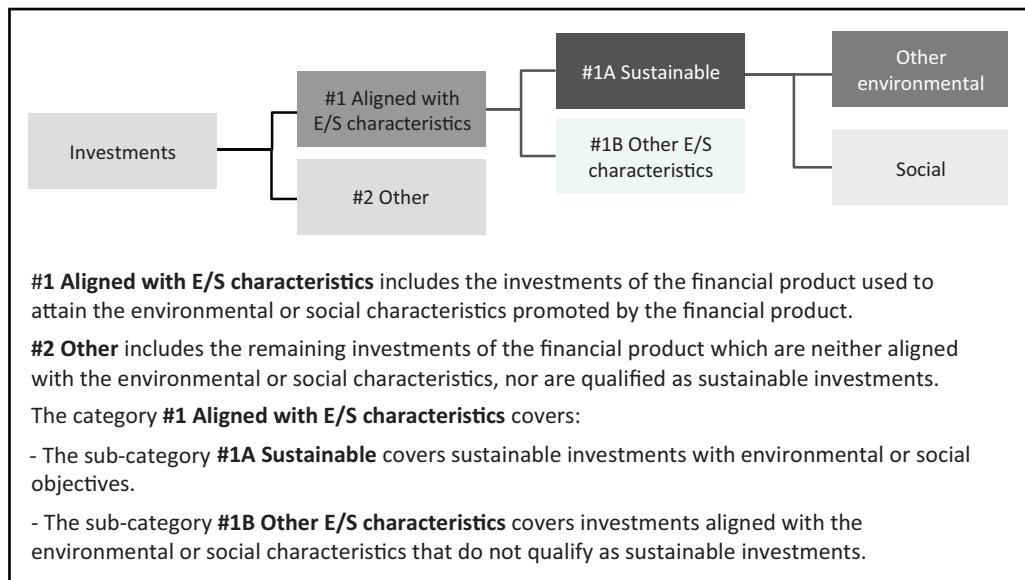 Investments
#1 Aligned with
E/S characteristics
#2 Other
#1A Sustainable
#1B Other E/S
characteristics
Other
environmental
Social
#1 Aligned with E/S characteristics includes the investments of the financial product used to
attain the environmental or social characteristics promoted by the financial product.
#2 Other includes the remaining investments of the financial product which are neither aligned
with the environmental or social characteristics, nor are qualified as sustainable investments.
The category #1 Aligned with E/S characteristics covers:
- The sub-category #1A Sustainable covers sustainable investments with environmental or social
objectives.
- The sub-category #1B Other E/S characteristics covers investments aligned with the
environmental or social characteristics that do not qualify as sustainable investments.